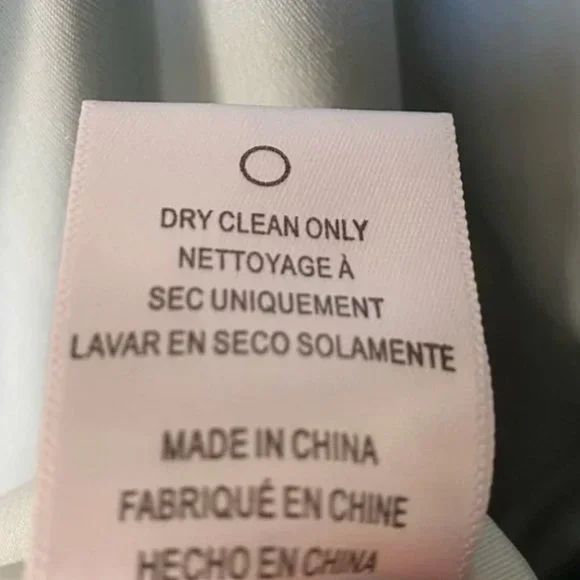 DRY CLEAN ONLY
NETTOYAGE À
SEC UNIQUEMENT
LAVAR EN SECO SOLAMENTE
MADE IN CHINA
FABRIQUÉ EN CHINE
HECHO EN CHINA